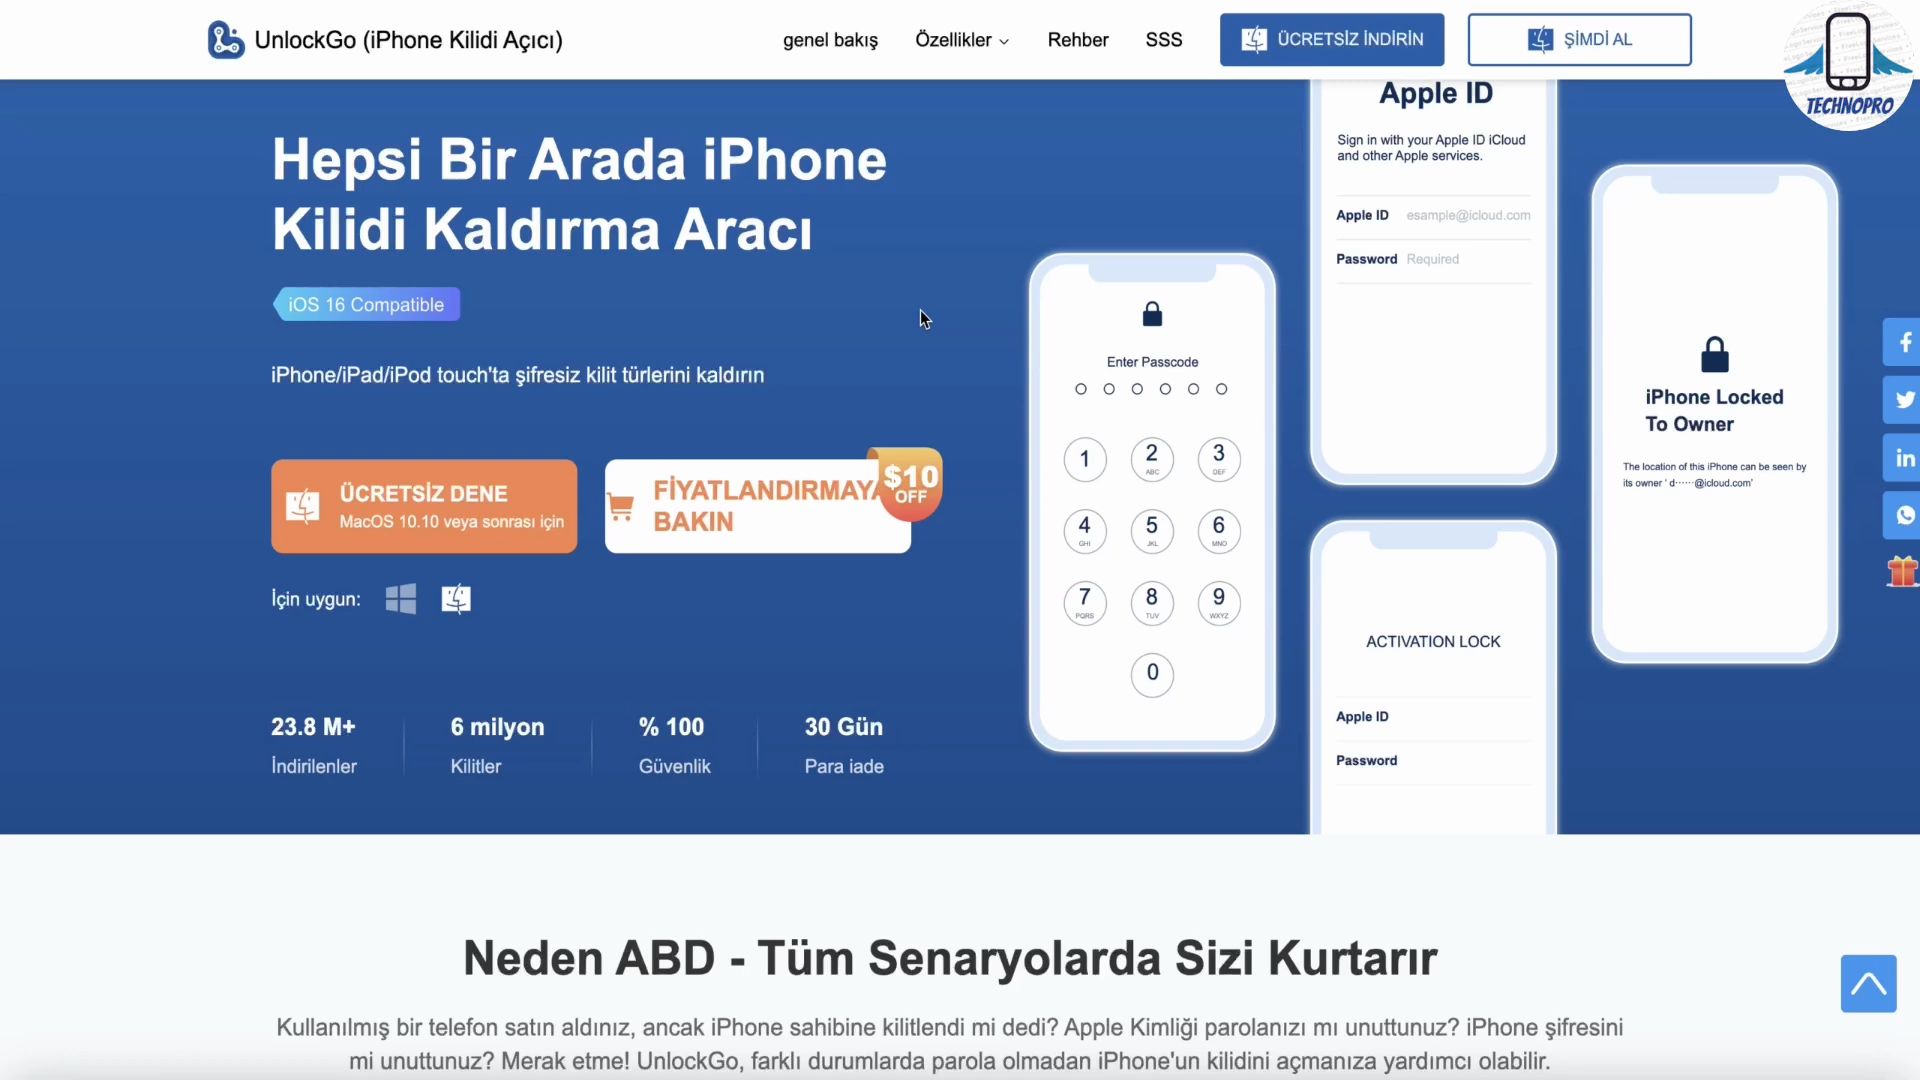 UnlockGo (iPhone Kilidi Açıcı)
genel bakış
Özellikler
Rehber
SSS
ÜCRETSİZ İNDİRİN
ŞİMDİ AL
TECHNOPRO
Hepsi Bir Arada iPhone
Kilidi Kaldırma Aracı
iOS 16 Compatible
iPhone/iPad/iPod touch'ta şifresiz kilit türlerini kaldırın
ÜCRETSİZ DENE
MacOS 10.10 veya sonrası için
FİYATLANDIRMAYA
BAKIN
$10
OFF
İçin uygun:
23.8 M+
İndirilenler
6 milyon
Kilitler
% 100
Güvenlik
30 Gün
Para iade
Enter Passcode
1
2
ABC
3
DEF
4
GHI
5
JKL
6
MNO
7
PQRS
8
TUV
9
WXYZ
0
Apple ID
Sign in with your Apple ID iCloud
and other Apple services.
Apple ID esample@icloud.com
Password Required
ACTIVATION LOCK
Apple ID
Password
iPhone Locked
To Owner
The location of this iPhone can be seen by
its owner ' d······@icloud.com'
Neden ABD - Tüm Senaryolarda Sizi Kurtarır
Kullanılmış bir telefon satın aldınız, ancak iPhone sahibine kilitlendi mi dedi? Apple Kimliği parolanızı mı unuttunuz? iPhone şifresini
mi unuttunuz? Merak etme! UnlockGo, farklı durumlarda parola olmadan iPhone'un kilidini açmanıza yardımcı olabilir.